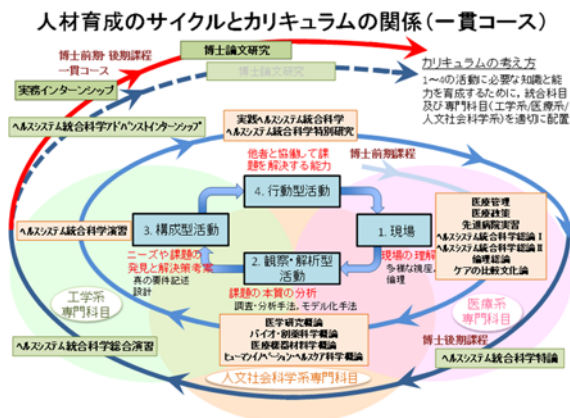 人材育成のサイクルとカリキュラムの関係(一貫コース)
博士前期・後期課程
一貫コース
博士論文研究
博士論文研究
実務インターンシップ
ヘルスシステム統合科学アドバンストインターンシップ
カリキュラムの考え方
1〜4の活動に必要な知識と能
力を育成するために,統合科目
及び専門科目(工学系/医療系/
人文社会科学系)を適切に配置
実践ヘルスシステム統合科学
ヘルスシステム統合科学特別研究
他者と協働して課
題を解決する能力
博士前期課程
4. 行動型活動
ヘルスシステム統合科学演習
3. 構成型活動
1. 現場
2. 観察・解析型
活動
医療管理
医療政策
先進病院実習
ヘルスシステム統合科学総論Ⅰ
ヘルスシステム統合科学総論Ⅱ
倫理総論
ケアの比較文化論
ニーズや課題の
発見と解決策考案
真の要件記述
設計
現場の理解
多様な視座、
倫理
課題の本質の分析
調査・分析手法、モデル化手法
工学系
専門科目
医療系
専門科目
医学研究概論
バイオ・創薬科学概論
医療機器材料学概論
ヒューマンイノベーション・ヘルスケア科学概論
博士後期課程
ヘルスシステム統合科学総合演習
ヘルスシステム統合科学特論
人文社会科学系専門科目